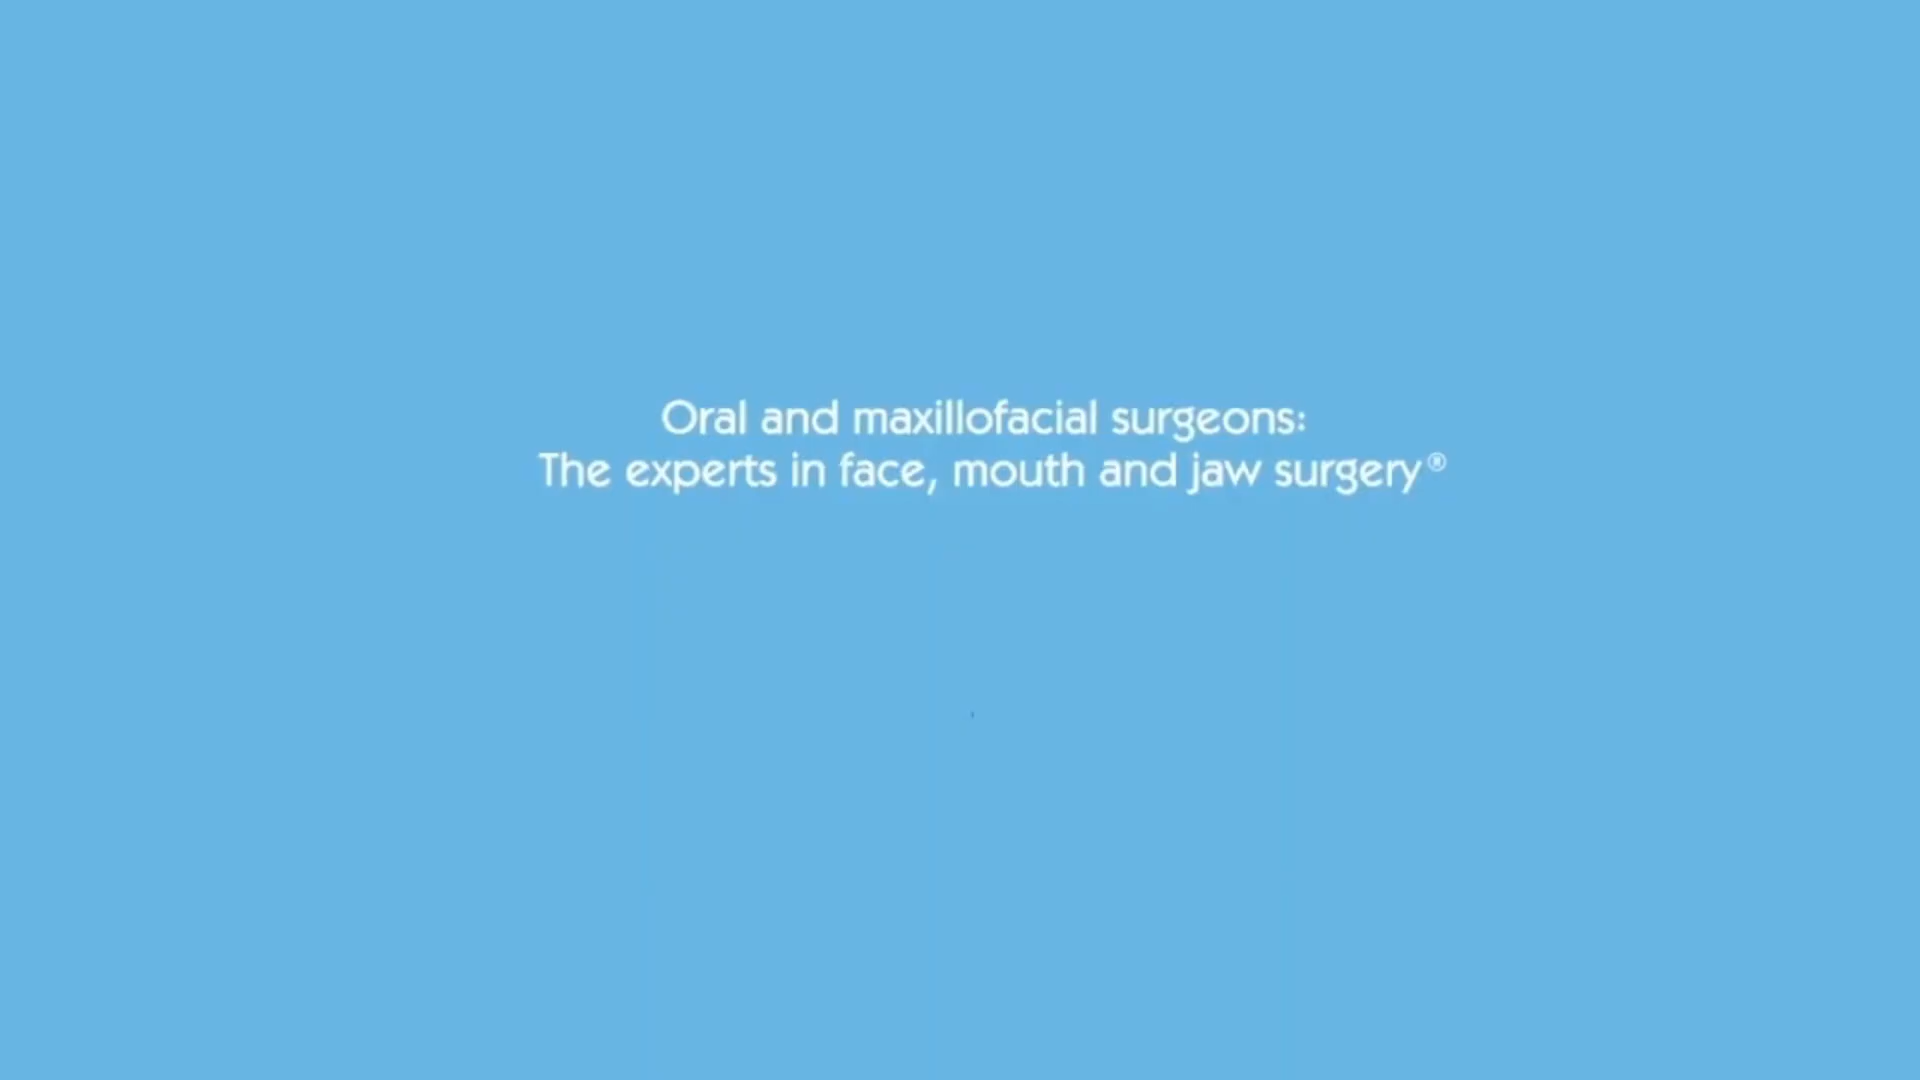 Oral and maxillofacial surgeons:
The experts in face, mouth and jaw surgery®